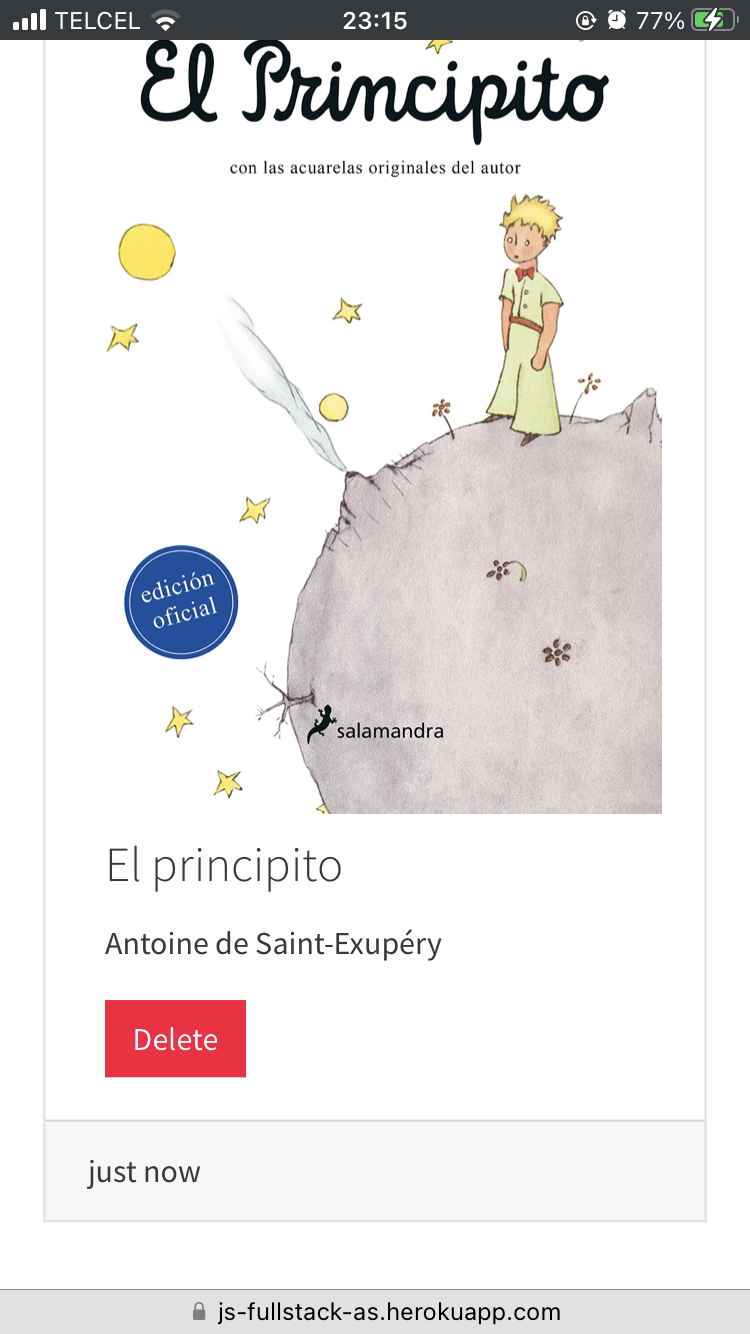 TELCEL 23:15 77%
El Principito
con las acuarelas originales del autor
edición
oficial
salamandra
El principito
Antoine de Saint-Exupéry
Delete
just now
js-fullstack-as.herokuapp.com